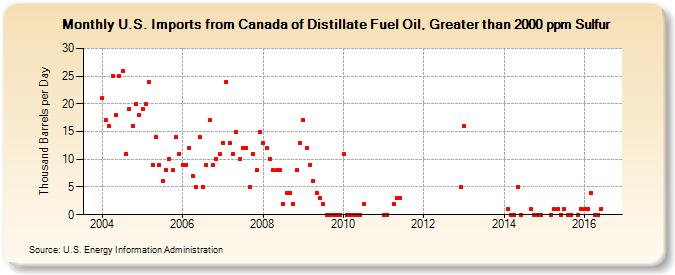 Monthly U.S. Imports from Canada of Distillate Fuel Oil, Greater than 2000 ppm Sulfur
Thousand Barrels per Day
30
25
20
15
10
5
0
2004 2006 2008 2010 2012 2014 2016
Source: U.S. Energy Information Administration